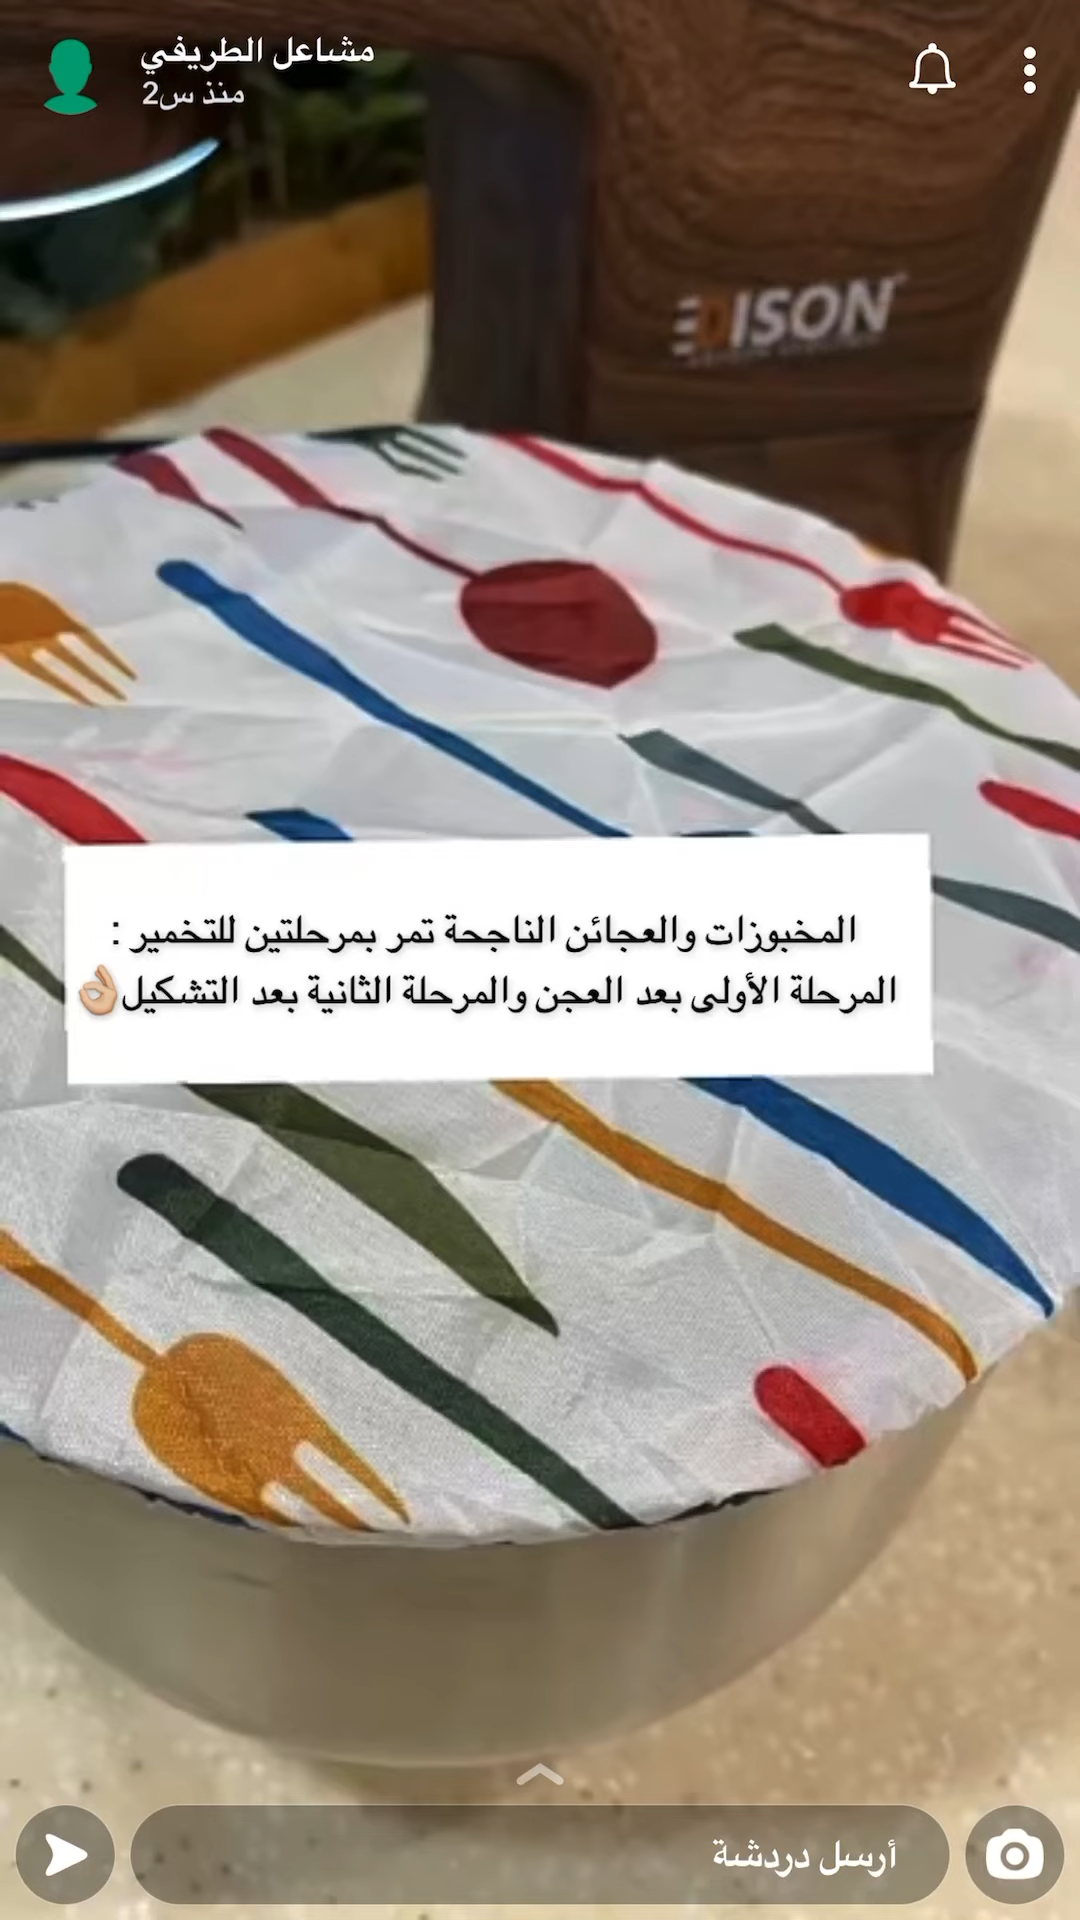 مشاعل الطريفي
منذ س2
EDISON
المخبوزات والعجائن الناجحة تمر بمرحلتين للتخمير :
المرحلة الأولى بعد العجن والمرحلة الثانية بعد التشكيل👌🏼
أرسل دردشة